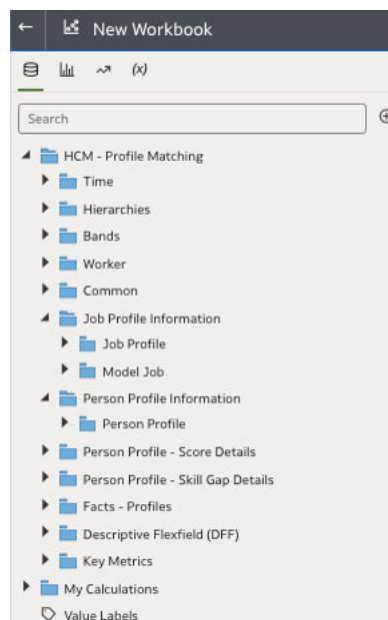 New Workbook
(x)
Search
HCM - Profile Matching
Time
Hierarchies
Bands
Worker
Common
Job Profile Information
Job Profile
Model Job
Person Profile Information
Person Profile
Person Profile - Score Details
Person Profile - Skill Gap Details
Facts - Profiles
Descriptive Flexfield (DFF)
Key Metrics
My Calculations
Value Labels